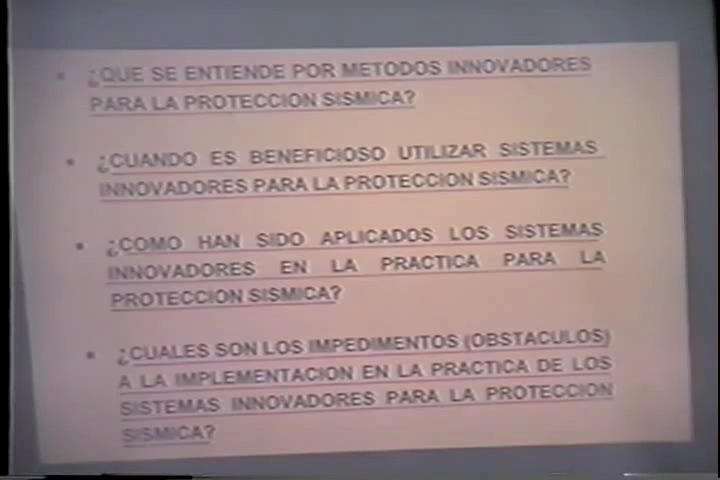 • ¿QUE SE ENTIENDE POR METODOS INNOVADORES
PARA LA PROTECCION SISMICA?
• ¿CUANDO ES BENEFICIOSO UTILIZAR SISTEMAS
INNOVADORES PARA LA PROTECCION SISMICA?
• ¿COMO HAN SIDO APLICADOS LOS SISTEMAS
INNOVADORES EN LA PRACTICA PARA LA
PROTECCION SISMICA?
• ¿CUALES SON LOS IMPEDIMENTOS (OBSTACULOS)
A LA IMPLEMENTACION EN LA PRACTICA DE LOS
SISTEMAS INNOVADORES PARA LA PROTECCION
SISMICA?